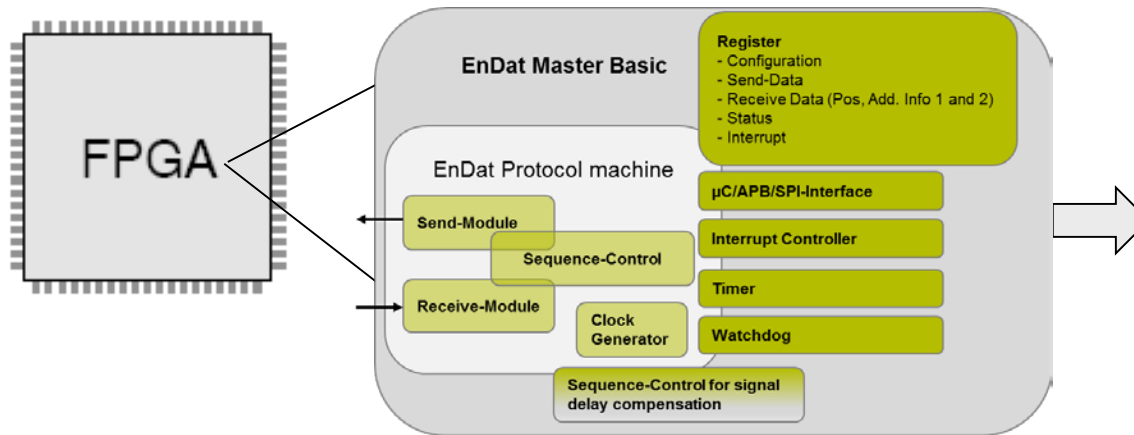 FPGA
EnDat Master Basic
Register
- Configuration
- Send-Data
- Receive Data (Pos, Add. Info 1 and 2)
- Status
- Interrupt
EnDat Protocol machine
Send-Module
Sequence-Control
Receive-Module
Clock
Generator
µC/APB/SPI-Interface
Interrupt Controller
Timer
Watchdog
Sequence-Control for signal
delay compensation